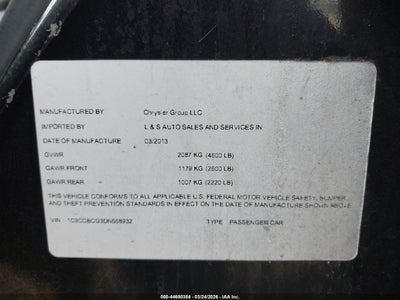 MANUFACTURED BY Chrysler Group LLC
IMPORTED BY L & S AUTO SALES AND SERVICES IN
DATE OF MANUFACTURE 03/2013
GVWR 2087 KG (4600 LB)
GAWR FRONT 1179 KG (2600 LB)
GAWR REAR 1007 KG (2220 LB)
THIS VEHICLE CONFORMS TO ALL APPLICABLE U.S. FEDERAL MOTOR VEHICLE SAFETY, BUMPER,
AND THEFT PREVENTION STANDARDS IN EFFECT ON THE DATE OF MANUFACTURE SHOWN ABOVE
VIN TYPE PASSENGER CAR
000-44690384 - 03/24/2026 - IAA Inc.